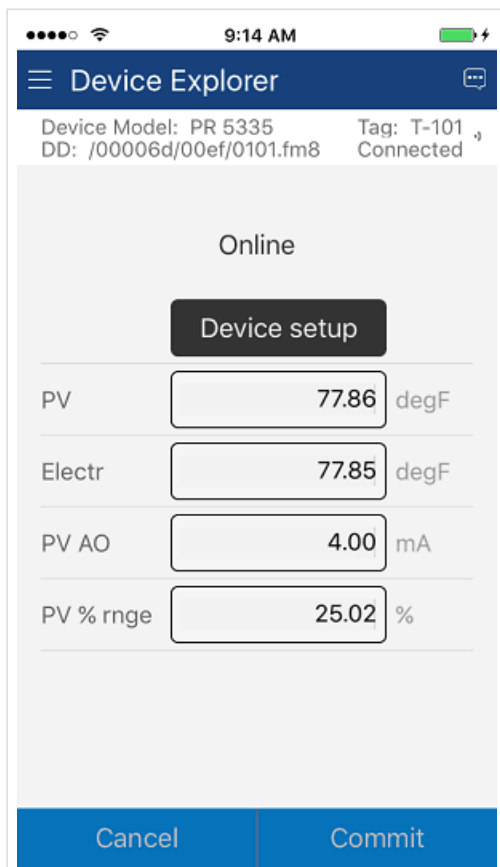 9:14 AM
Device Explorer
Device Model: PR 5335 Tag: T-101
DD: /00006d/00ef/0101.fm8 Connected
Online
Device setup
PV 77.86 degF
Electr 77.85 degF
PV AO 4.00 mA
PV % rnge 25.02 %
Cancel Commit